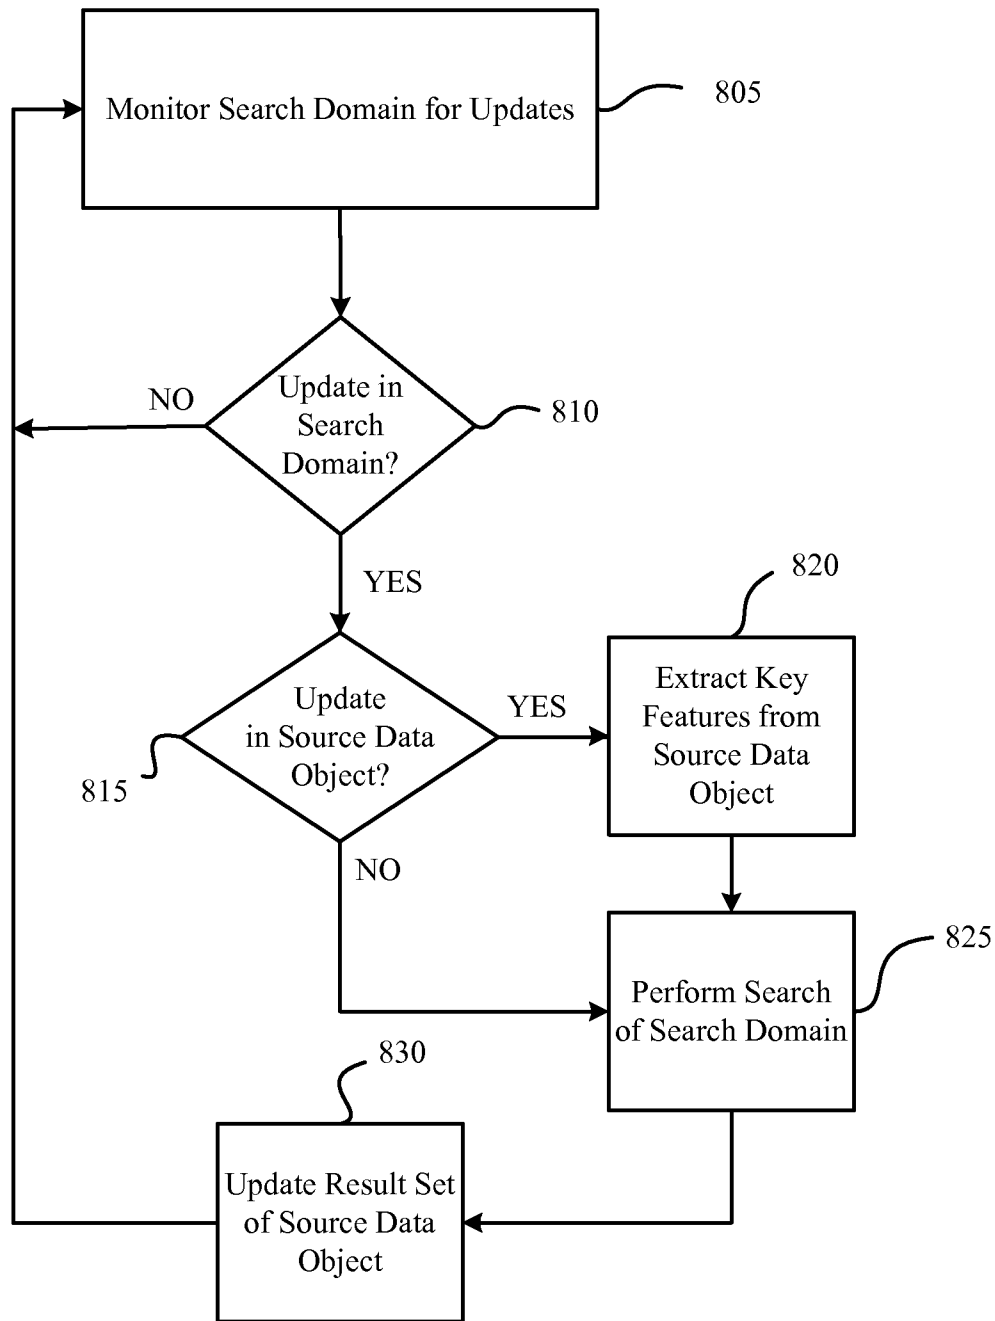 Monitor Search Domain for Updates
805
Update in
Search
Domain?
NO
810
YES
820
Update
in Source Data
Object?
YES
815
Extract Key
Features from
Source Data
Object
NO
825
Perform Search
of Search Domain
830
Update Result Set
of Source Data
Object